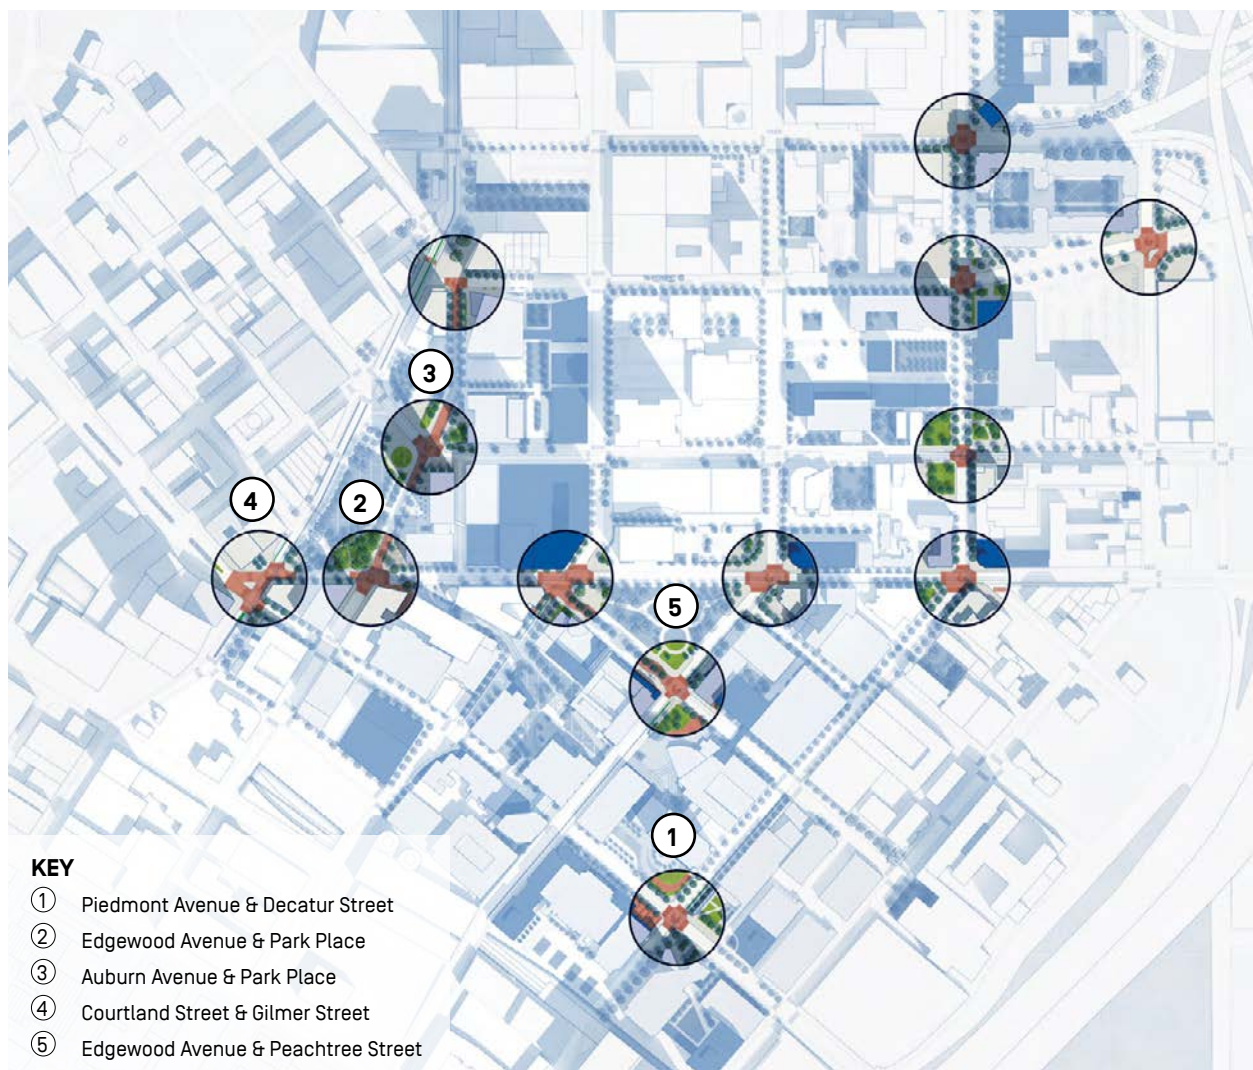 3
4
2
5
1
KEY
1 Piedmont Avenue & Decatur Street
2 Edgewood Avenue & Park Place
3 Auburn Avenue & Park Place
4 Courtland Street & Gilmer Street
5 Edgewood Avenue & Peachtree Street